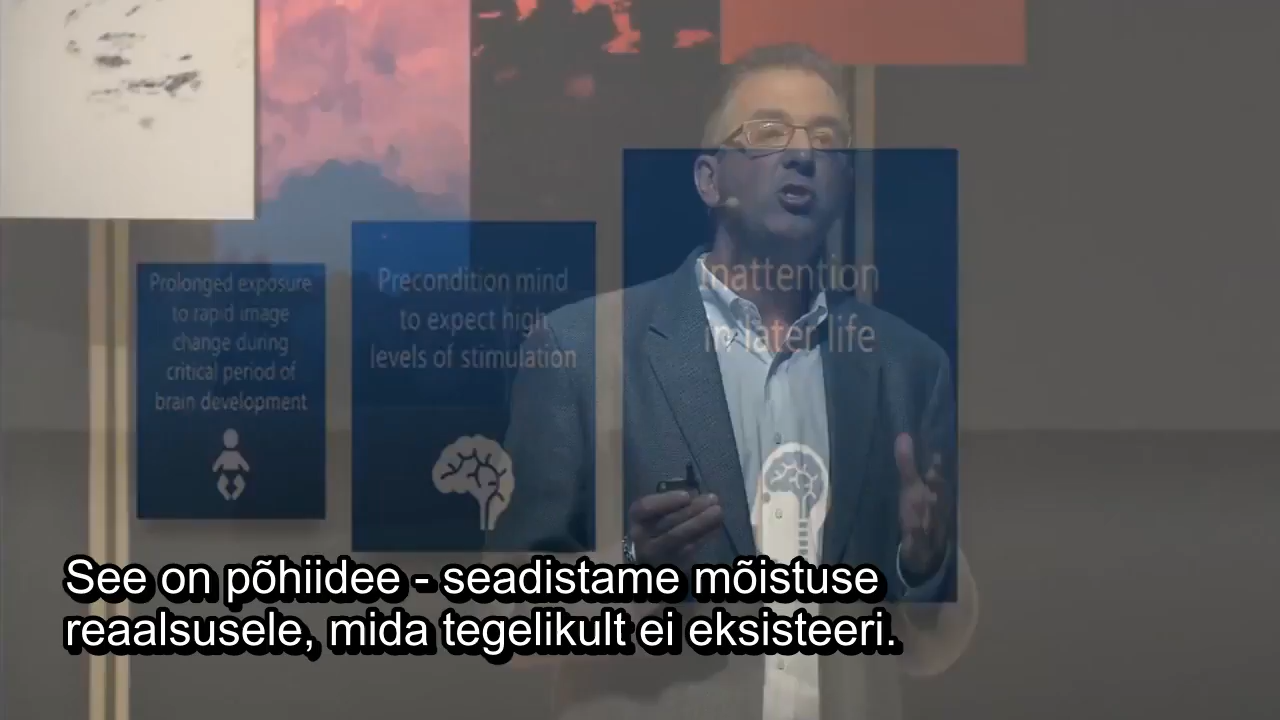 Prolonged exposure
to rapid image
change during
critical period of
brain development
Precondition mind
to expect high
levels of stimulation
Inattention
in later life
See on põhiidee - seadistame mõistuse
reaalsusele, mida tegelikult ei eksisteeri.